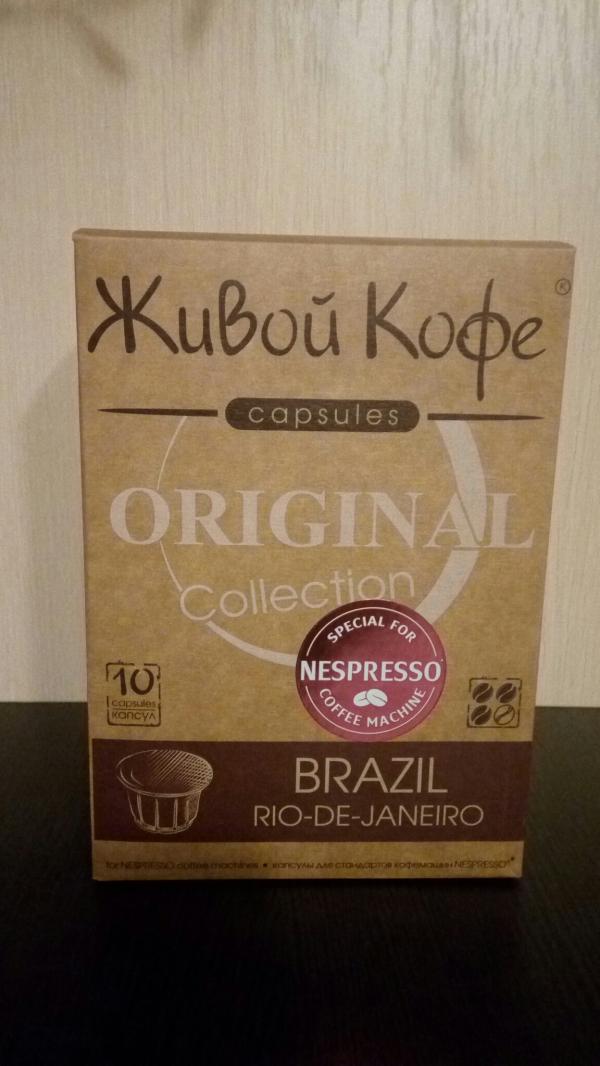 Живой Кофе
®
capsules
ORIGINAL
Collection
SPECIAL FOR
NESPRESSO
COFFEE MACHINE
10
capsules
капсул
BRAZIL
RIO-DE-JANEIRO
for NESPRESSO coffee machines • капсулы для стандартов кофемашин NESPRESSO*